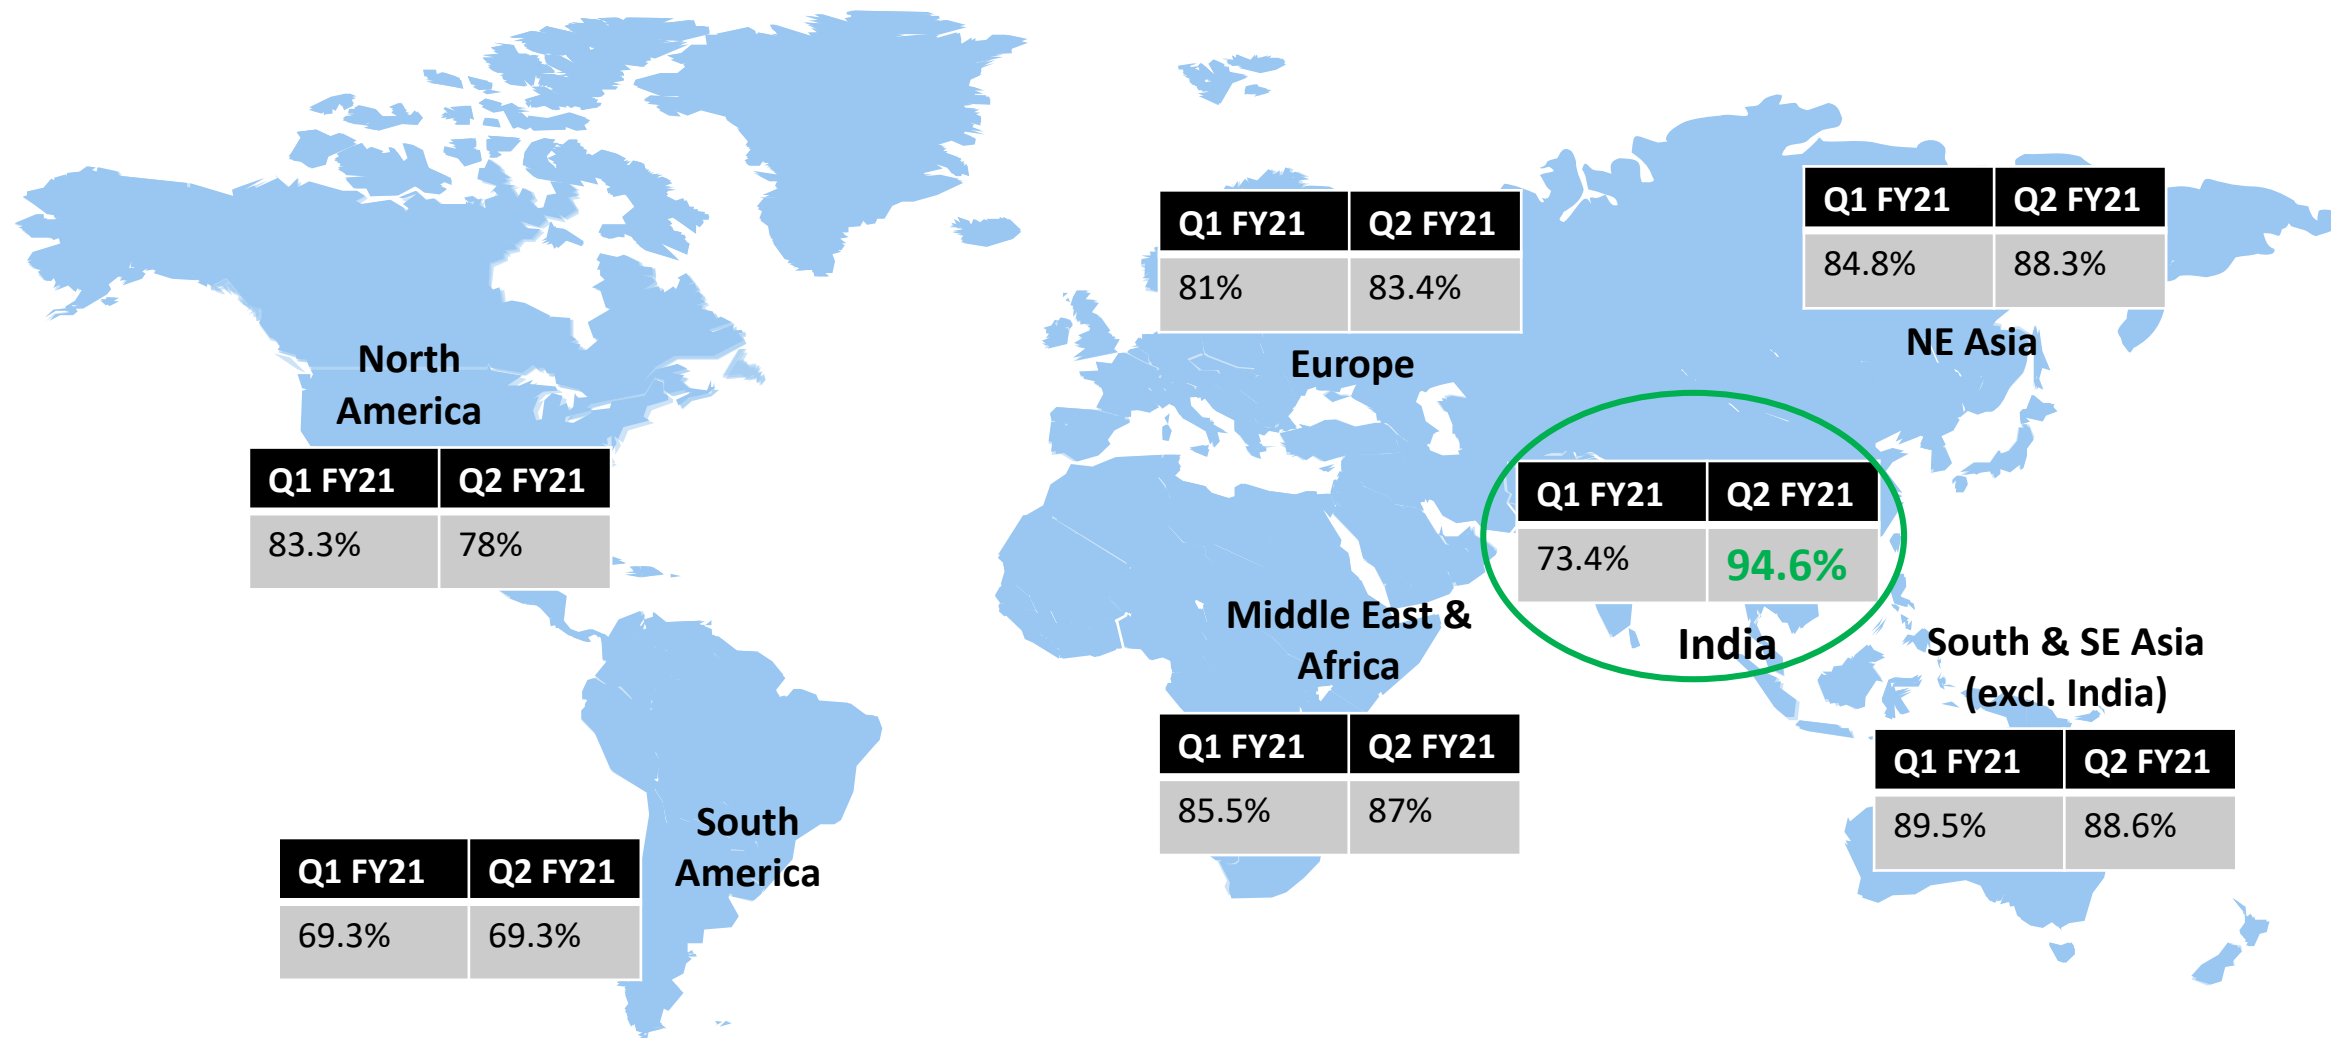 North
America
Q1 FY21 Q2 FY21
83.3% 78%
South
America
Q1 FY21 Q2 FY21
69.3% 69.3%
Q1 FY21 Q2 FY21
81% 83.4%
Europe
Middle East &
Africa
Q1 FY21 Q2 FY21
85.5% 87%
Q1 FY21 Q2 FY21
84.8% 88.3%
NE Asia
Q1 FY21 Q2 FY21
73.4% 94.6%
India
South & SE Asia
(excl. India)
Q1 FY21 Q2 FY21
89.5% 88.6%